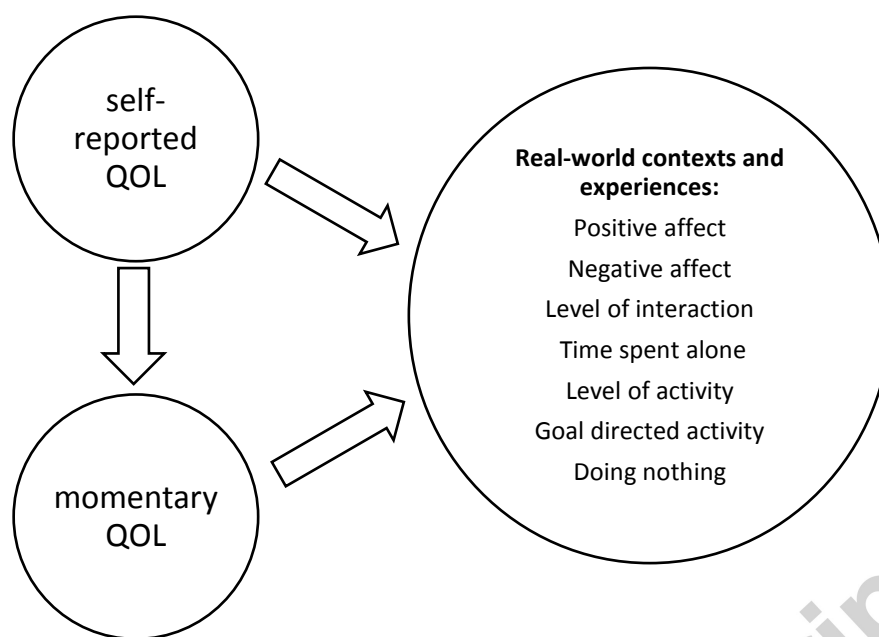 self-
reported
QOL
Real-world contexts and
experiences:
Positive affect
Negative affect
Level of interaction
Time spent alone
Level of activity
Goal directed activity
Doing nothing
momentary
QOL